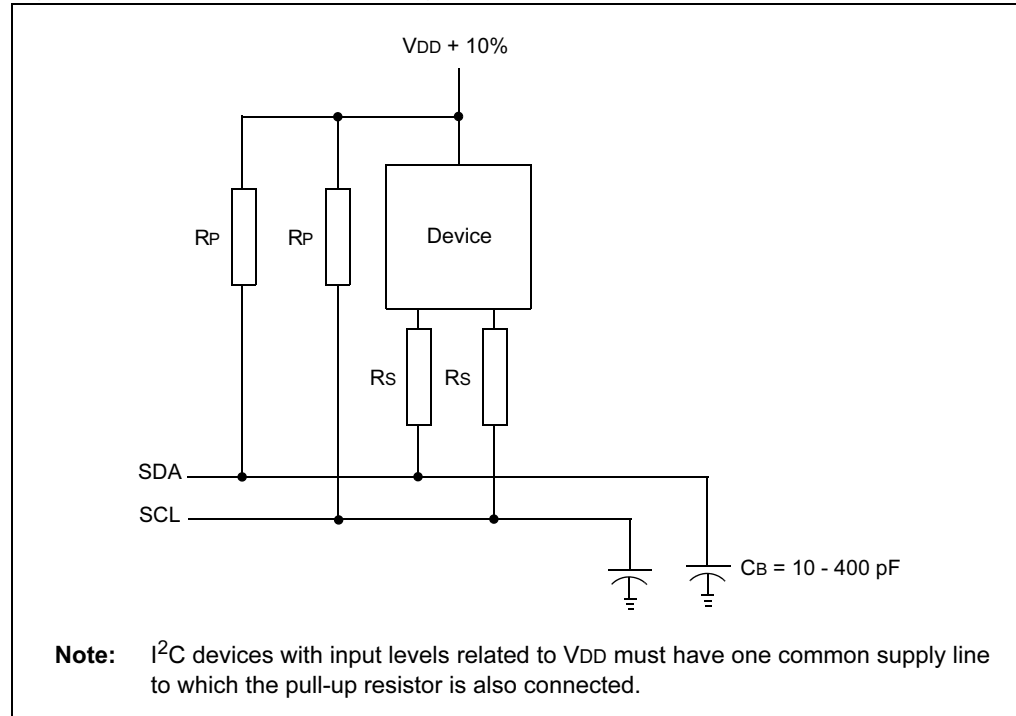 VDD + 10%
RP
RP
Device
RS
RS
SDA
SCL
CB = 10 - 400 pF
Note: I2C devices with input levels related to VDD must have one common supply line
to which the pull-up resistor is also connected.